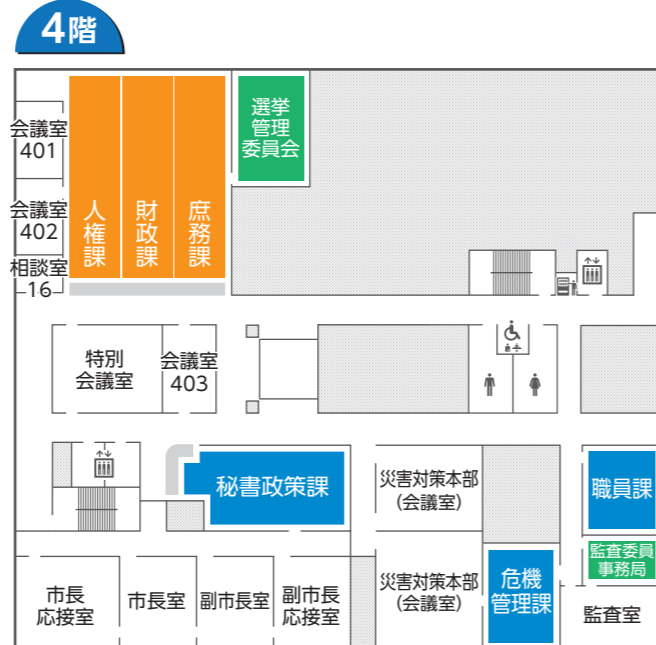 4階
会議室
401
人権課
財政課
庶務課
選挙
管理
委員会
会議室
402
相談室
16
特別
会議室
会議室
403
秘書政策課
災害対策本部
(会議室)
職員課
監査委員
事務局
市長
応接室
市長室
副市長室
副市長
応接室
災害対策本部
(会議室)
危機
管理課
監査室